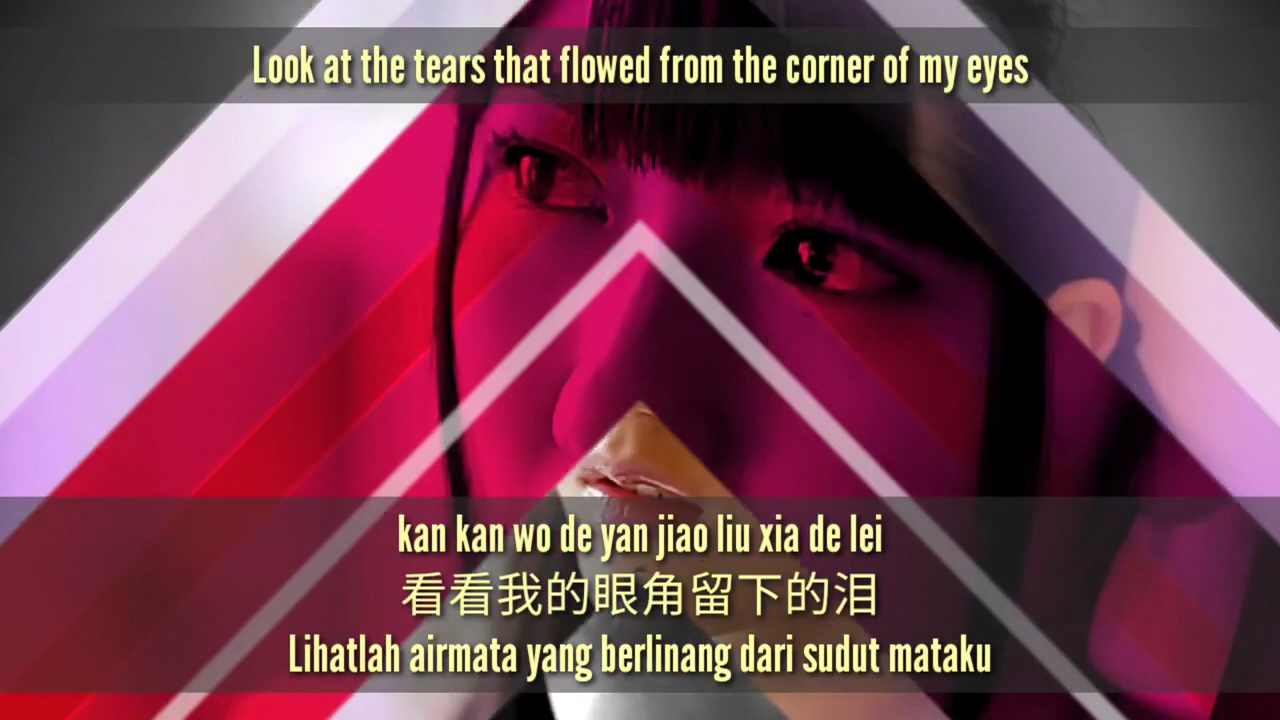 Look at the tears that flowed from the corner of my eyes
kan kan wo de yan jiao liu xia de lei
看看我的眼角留下的泪
Lihatlah airmata yang berlinang dari sudut mataku